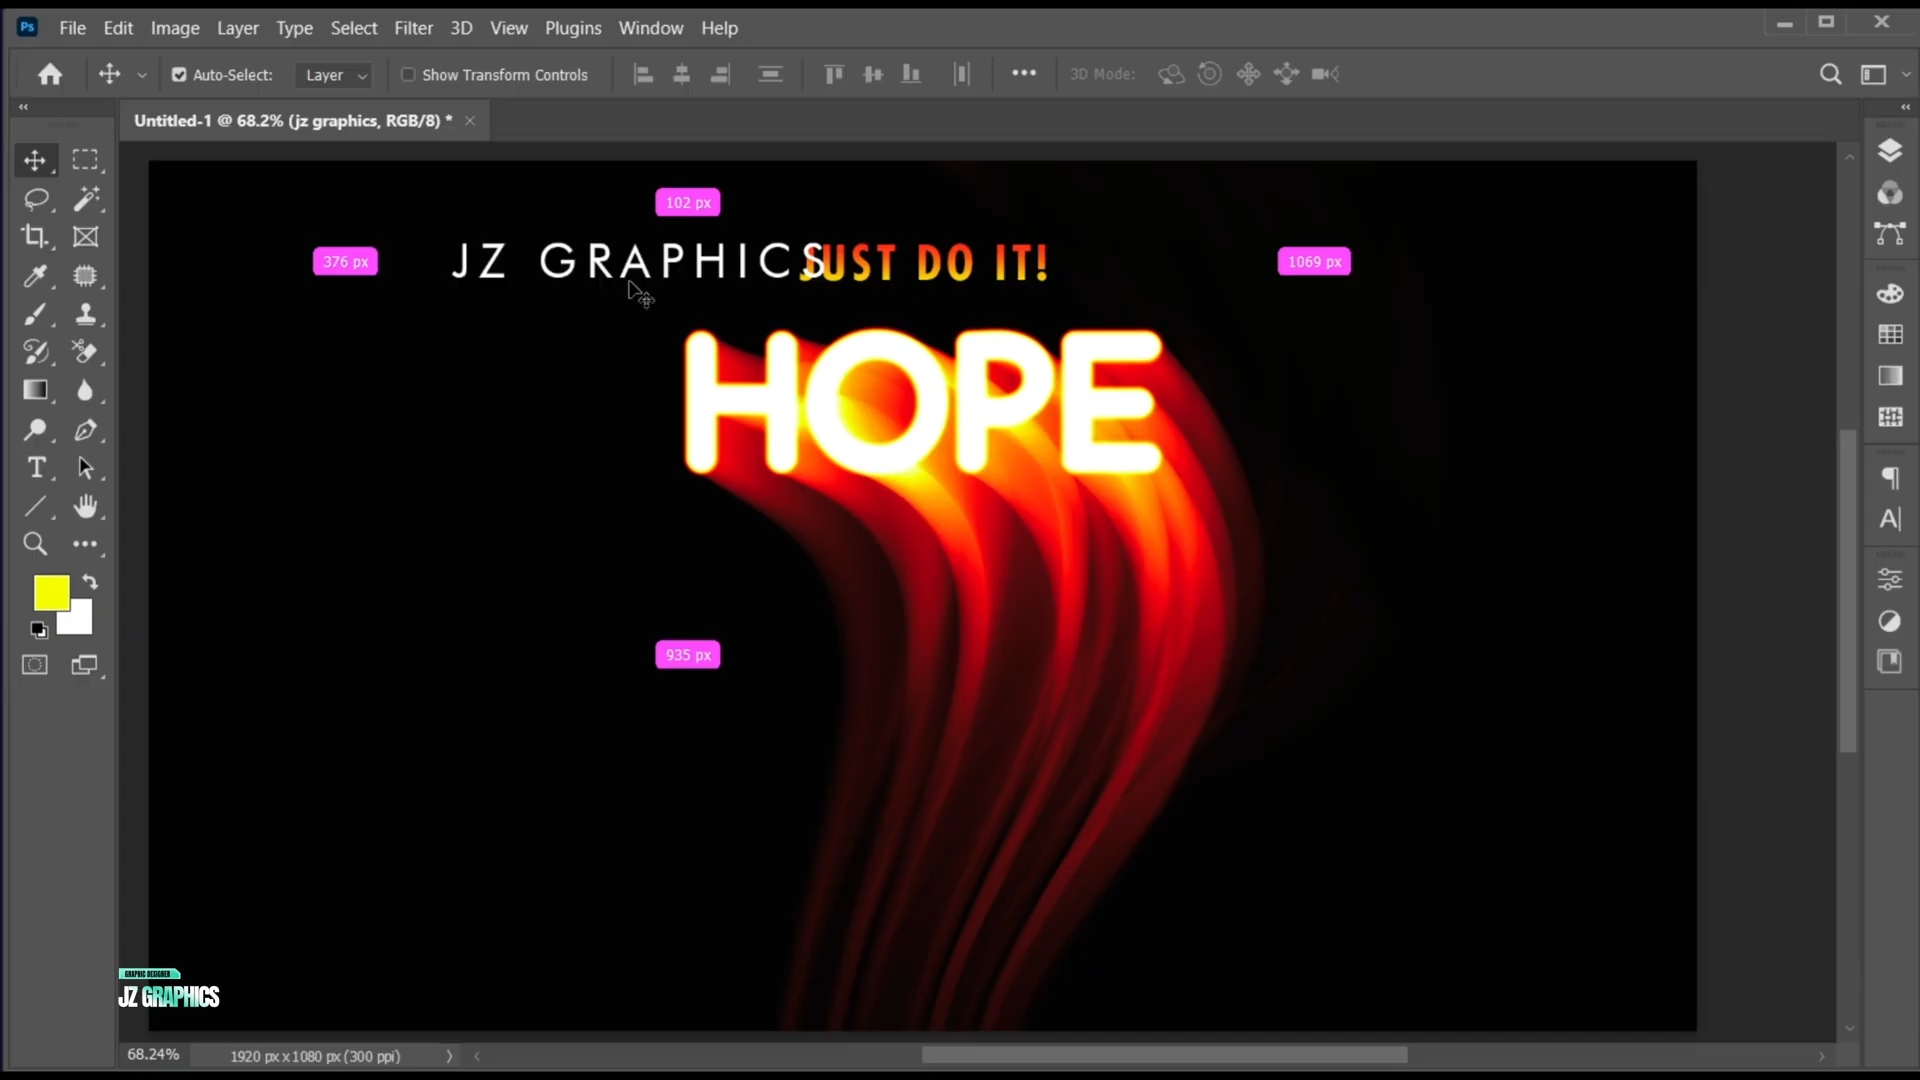 Ps File Edit Image Layer Type Select Filter 3D View Plugins Window Help
Auto-Select: Layer Show Transform Controls 3D Mode:
Untitled-1 @ 68.2% (jz graphics, RGB/8) *
102 px
376 px
JZ GRAPHICS
JUST DO IT!
1069 px
HOPE
935 px
GRAPHIC DESIGNER
JZ GRAPHICS
68.24% 1920 px x 1080 px (300 ppi)